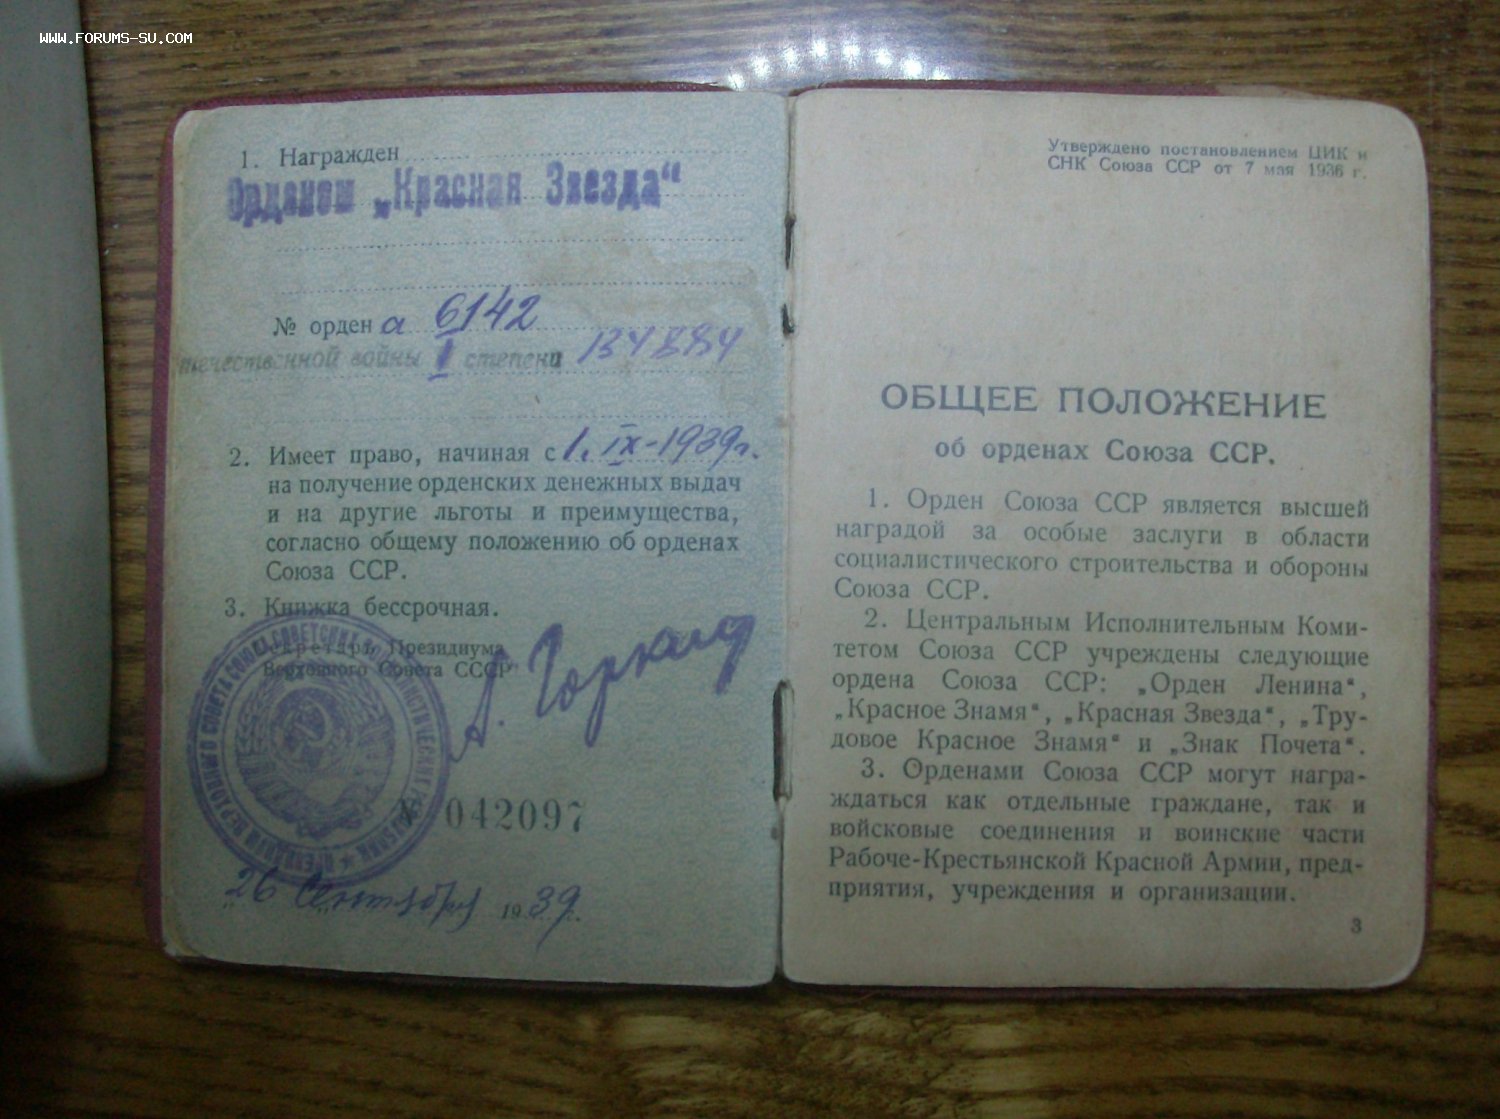 www.FORUMS-SU.COM
1. Награжден
Орденом „Красная Звезда“
№ ордена 6142
течественной войны I степени 134884
2. Имеет право, начиная с 1. IX-1939г.
на получение орденских денежных выдач
и на другие льготы и преимущества,
согласно общему положению об орденах
Союза ССР.
3. Книжка бессрочная.
Секретарь Президиума
Верховного Совета СССР
А. Горкин
№ 042097
26 Сентября 1939.
Утверждено постановлением ЦИК и
СНК Союза ССР от 7 мая 1936 г.
ОБЩЕЕ ПОЛОЖЕНИЕ
об орденах Союза ССР.
1. Орден Союза ССР является высшей
наградой за особые заслуги в области
социалистического строительства и обороны
Союза ССР.
2. Центральным Исполнительным Коми-
тетом Союза ССР учреждены следующие
ордена Союза ССР: „Орден Ленина“,
„Красное Знамя“, „Красная Звезда“, „Тру-
довое Красное Знамя“ и „Знак Почета“.
3. Орденами Союза ССР могут награ-
ждаться как отдельные граждане, так и
войсковые соединения и воинские части
Рабоче-Крестьянской Красной Армии, пред-
приятия, учреждения и организации.
3